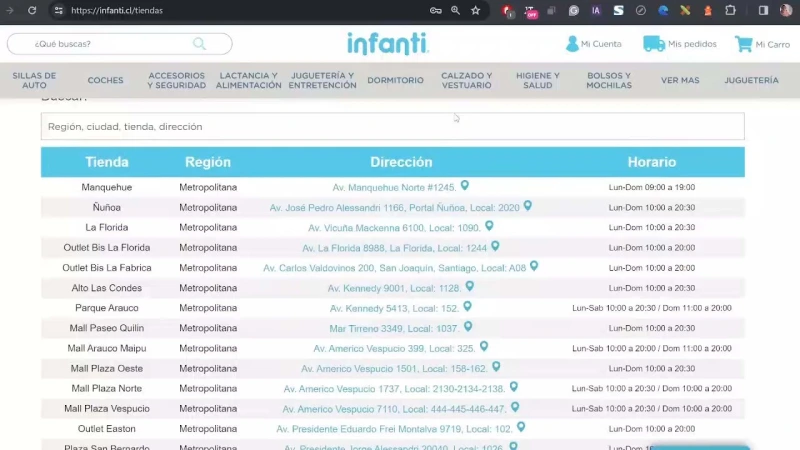 https://infanti.cl/tiendas
¿Qué buscas?
infanti
Mi Cuenta
Mis pedidos
Mi Carro
SILLAS DE AUTO
COCHES
ACCESORIOS Y SEGURIDAD
LACTANCIA Y ALIMENTACIÓN
JUGUETERÍA Y ENTRETENCIÓN
DORMITORIO
CALZADO Y VESTUARIO
HIGIENE Y SALUD
BOLSOS Y MOCHILAS
VER MAS
JUGUETERÍA
Región, ciudad, tienda, dirección
Tienda Región Dirección Horario
Manquehue Metropolitana Av. Manquehue Norte #1245. Lun-Dom 09:00 a 19:00
Ñuñoa Metropolitana Av. José Pedro Alessandri 1166, Portal Ñuñoa, Local: 2020 Lun-Dom 10:00 a 20:30
La Florida Metropolitana Av. Vicuña Mackenna 6100, Local: 1090. Lun-Dom 10:00 a 20:30
Outlet Bis La Florida Metropolitana Av. La Florida 8988, La Florida, Local: 1244 Lun-Dom 10:00 a 20:00
Outlet Bis La Fabrica Metropolitana Av. Carlos Valdovinos 200, San Joaquin, Santiago, Local: A08 Lun-Dom 10:00 a 20:00
Alto Las Condes Metropolitana Av. Kennedy 9001, Local: 1128. Lun-Dom 10:00 a 20:30
Parque Arauco Metropolitana Av. Kennedy 5413, Local: 152. Lun-Sab 10:00 a 20:30 / Dom 11:00 a 20:00
Mall Paseo Quilin Metropolitana Mar Tirreno 3349, Local: 1037. Lun-Dom 10:00 a 20:30
Mall Arauco Maipu Metropolitana Av. Americo Vespucio 399, Local: 325. Lun-Sab 10:00 a 20:00 / Dom 11:00 a 20:00
Mall Plaza Oeste Metropolitana Av. Americo Vespucio 1501, Local: 158-162. Lun-Dom 10:00 a 20:30
Mall Plaza Norte Metropolitana Av. Americo Vespucio 1737, Local: 2130-2134-2138. Lun-Sab 10:00 a 20:30 / Dom 10:00 a 20:00
Mall Plaza Vespucio Metropolitana Av. Americo Vespucio 7110, Local: 444-445-446-447. Lun-Sab 10:00 a 20:30 / Dom 10:00 a 20:00
Outlet Easton Metropolitana Av. Presidente Eduardo Frei Montalva 9719, Local: 102. Lun-Dom 10:00 a 20:00
Plaza San Bernardo Metropolitana Av. Presidente Jorge Alessandri 20040, Local: 1026. Lun-Dom